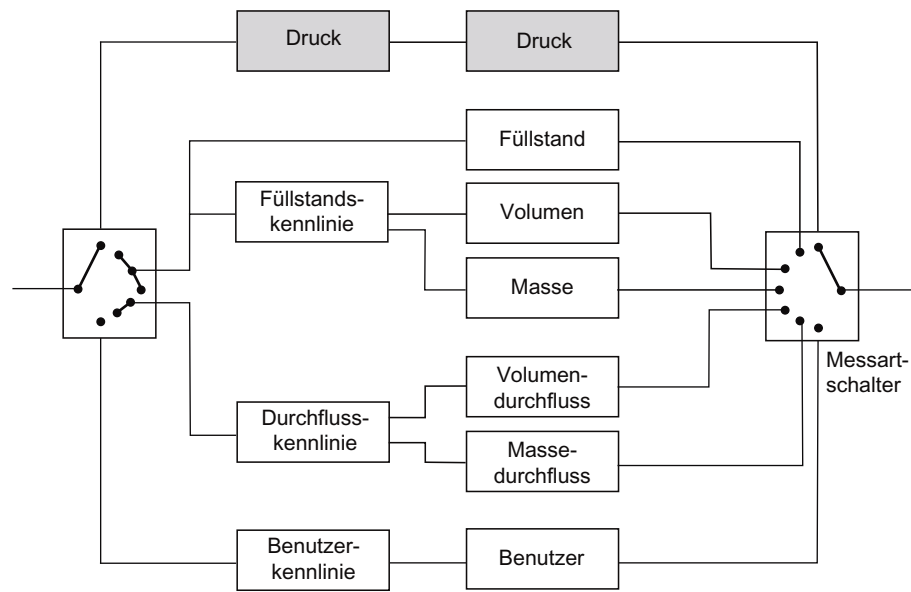 Druck
Druck
Füllstand
Füllstands-
kennlinie
Volumen
Masse
Messart-
schalter
Volumen-
durchfluss
Durchfluss-
kennlinie
Masse-
durchfluss
Benutzer-
kennlinie
Benutzer